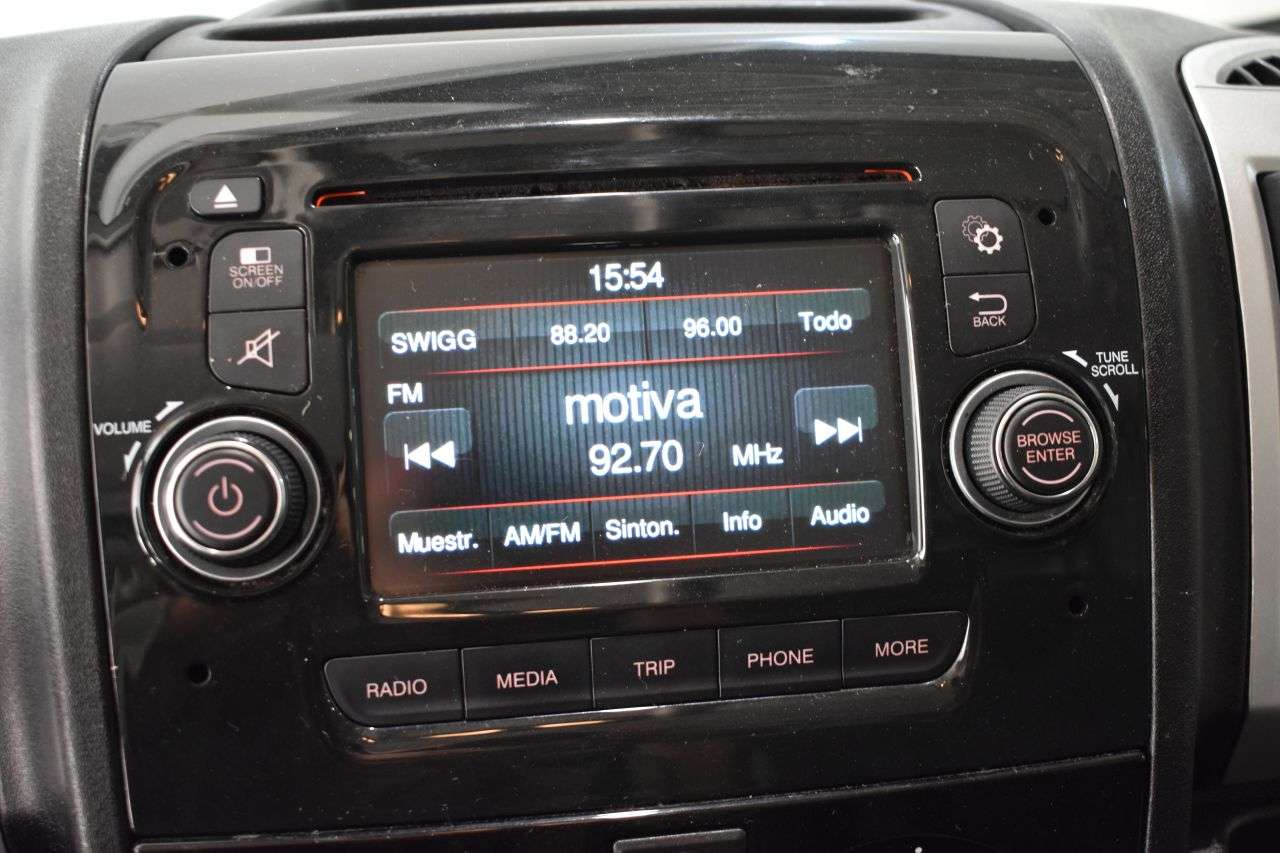 15:54
SCREEN
ON/OFF
SWIGG 88.20 96.00 Todo
BACK
FM
motiva
92.70 MHz
VOLUME
TUNE
SCROLL
BROWSE
ENTER
Muestr. AM/FM Sinton. Info Audio
RADIO MEDIA TRIP PHONE MORE